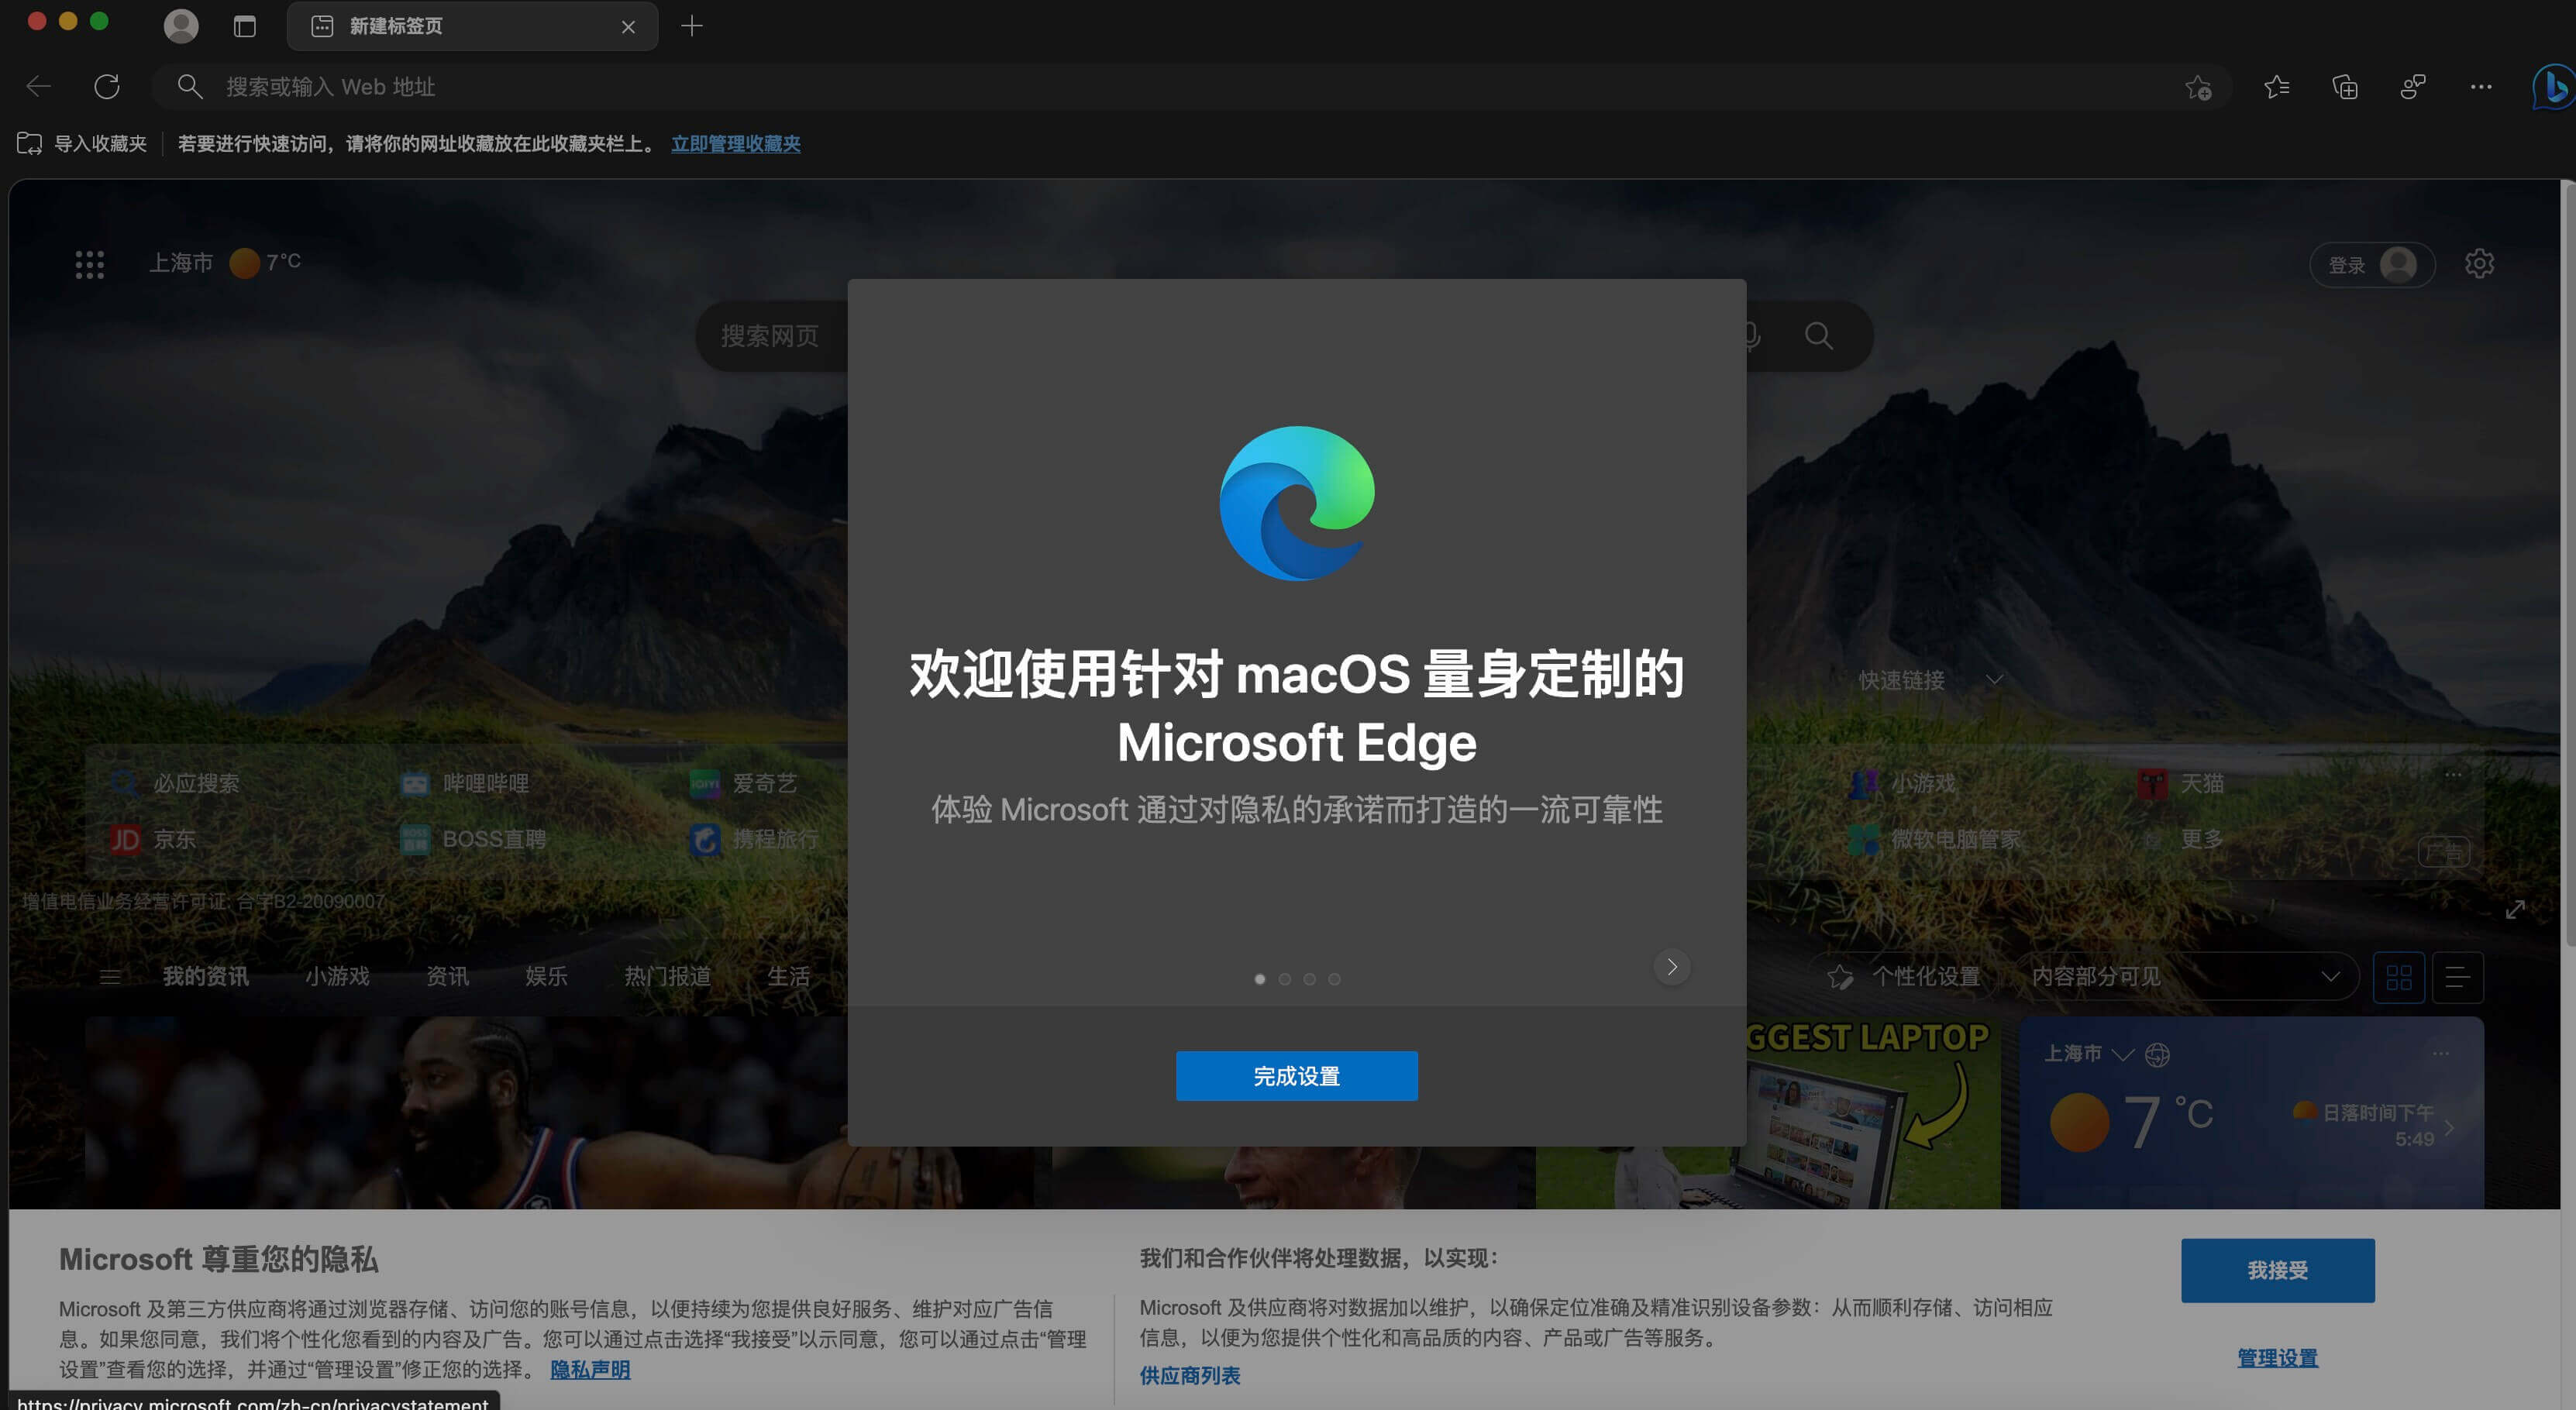 新建标签页
搜索或输入 Web 地址
导入收藏夹
若要进行快速访问，请将你的网址收藏放在此收藏夹栏上。 立即管理收藏夹
上海市 7°C
登录
搜索网页
欢迎使用针对 macOS 量身定制的
Microsoft Edge
体验 Microsoft 通过对隐私的承诺而打造的一流可靠性
完成设置
快速链接
必应搜索
哔哩哔哩
爱奇艺
小游戏
天猫
京东
BOSS直聘
携程旅行
微软电脑管家
更多
广告
增值电信业务经营许可证: 合字B2-20090007
我的资讯
小游戏
资讯
娱乐
热门报道
生活
个性化设置
内容部分可见
GGEST LAPTOP
上海市
7 °C
日落时间下午
5:49
Microsoft 尊重您的隐私
Microsoft 及第三方供应商将通过浏览器存储、访问您的账号信息，以便持续为您提供良好服务、维护对应广告信
息。如果您同意，我们将个性化您看到的内容及广告。您可以通过点击选择“我接受”以示同意，您可以通过点击“管理
设置”查看您的选择，并通过“管理设置”修正您的选择。 隐私声明
我们和合作伙伴将处理数据，以实现：
Microsoft 及供应商将对数据加以维护，以确保定位准确及精准识别设备参数：从而顺利存储、访问相应
信息，以便为您提供个性化和高品质的内容、产品或广告等服务。
供应商列表
我接受
管理设置
https://privacy.microsoft.com/zh-cn/privacystatement